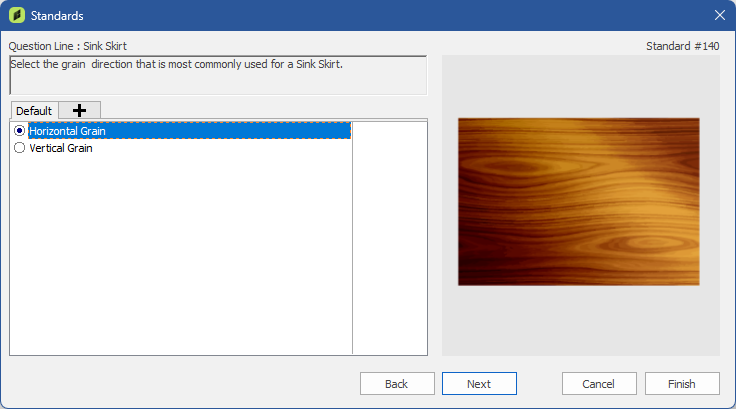 Standards
Question Line : Sink Skirt
Standard #140
Select the grain  direction that is most commonly used for a Sink Skirt.
Default
Horizontal Grain
Vertical Grain
Back
Next
Cancel
Finish